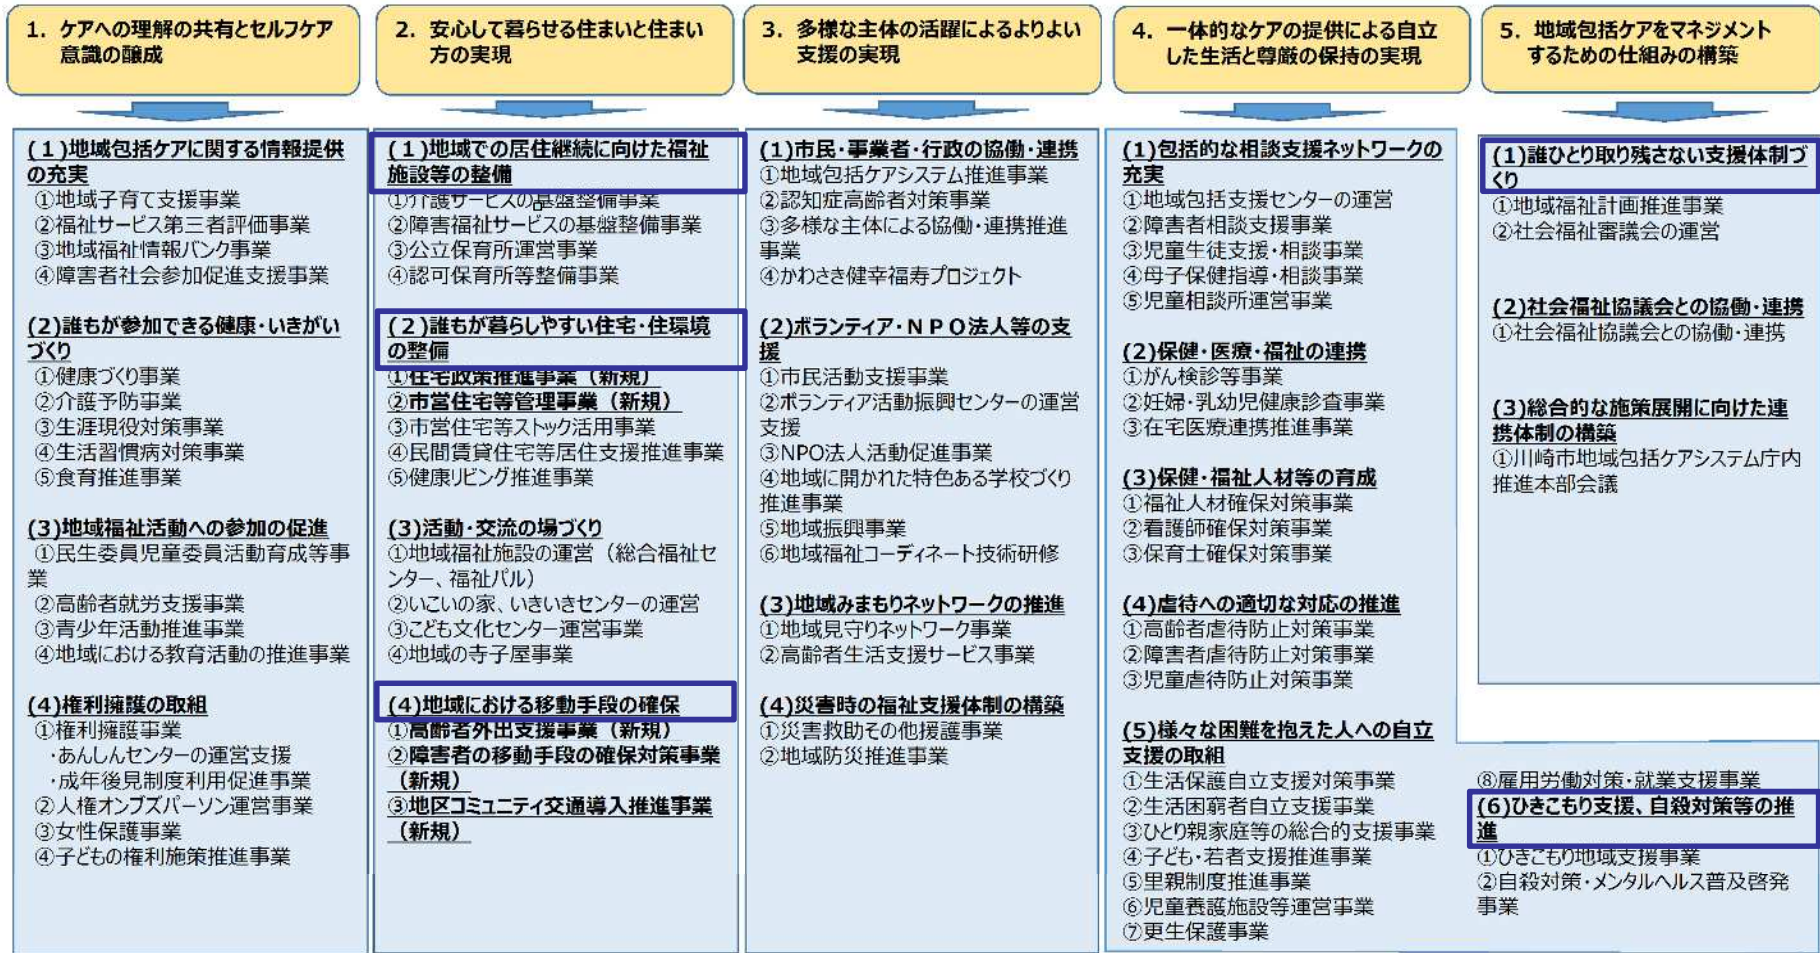 1．ケアへの理解の共有とセルフケア
意識の醸成
(１)地域包括ケアに関する情報提供
の充実
①地域子育て支援事業
②福祉サービス第三者評価事業
③地域福祉情報バンク事業
④障害者社会参加促進支援事業
(2)誰もが参加できる健康・いきがい
づくり
①健康づくり事業
②介護予防事業
③生涯現役対策事業
④生活習慣病対策事業
⑤食育推進事業
(3)地域福祉活動への参加の促進
①民生委員児童委員活動育成等事
業
②高齢者就労支援事業
③青少年活動推進事業
④地域における教育活動の推進事業
(4)権利擁護の取組
①権利擁護事業
・あんしんセンターの運営支援
・成年後見制度利用促進事業
②人権オンブズパーソン運営事業
③女性保護事業
④子どもの権利施策推進事業
2．安心して暮らせる住まいと住まい
方の実現
(１)地域での居住継続に向けた福祉
施設等の整備
①介護サービスの基盤整備事業
②障害福祉サービスの基盤整備事業
③公立保育所運営事業
④認可保育所等整備事業
(２)誰もが暮らしやすい住宅・住環境
の整備
①住宅政策推進事業（新規）
②市営住宅等管理事業（新規）
③市営住宅等ストック活用事業
④民間賃貸住宅等居住支援推進事業
⑤健康リビング推進事業
(3)活動・交流の場づくり
①地域福祉施設の運営（総合福祉セ
ンター、福祉パル）
②いこいの家、いきいきセンターの運営
③こども文化センター運営事業
④地域の寺子屋事業
(4)地域における移動手段の確保
①高齢者外出支援事業（新規）
②障害者の移動手段の確保対策事業
（新規）
③地区コミュニティ交通導入推進事業
（新規）
3．多様な主体の活躍によるよりよい
支援の実現
(1)市民・事業者・行政の協働・連携
①地域包括ケアシステム推進事業
②認知症高齢者対策事業
③多様な主体による協働・連携推進
事業
④かわさき健幸福寿プロジェクト
(2)ボランティア・ＮＰＯ法人等の支
援
①市民活動支援事業
②ボランティア活動振興センターの運営
支援
③NPO法人活動促進事業
④地域に開かれた特色ある学校づくり
推進事業
⑤地域振興事業
⑥地域福祉コーディネート技術研修
(3)地域みまもりネットワークの推進
①地域見守りネットワーク事業
②高齢者生活支援サービス事業
(4)災害時の福祉支援体制の構築
①災害救助その他援護事業
②地域防災推進事業
4．一体的なケアの提供による自立
した生活と尊厳の保持の実現
(1)包括的な相談支援ネットワークの
充実
①地域包括支援センターの運営
②障害者相談支援事業
③児童生徒支援・相談事業
④母子保健指導・相談事業
⑤児童相談所運営事業
(2)保健・医療・福祉の連携
①がん検診等事業
②妊婦・乳幼児健康診査事業
③在宅医療連携推進事業
(3)保健・福祉人材等の育成
①福祉人材確保対策事業
②看護師確保対策事業
③保育士確保対策事業
(4)虐待への適切な対応の推進
①高齢者虐待防止対策事業
②障害者虐待防止対策事業
③児童虐待防止対策事業
(5)様々な困難を抱えた人への自立
支援の取組
①生活保護自立支援対策事業
②生活困窮者自立支援事業
③ひとり親家庭等の総合的支援事業
④子ども・若者支援推進事業
⑤里親制度推進事業
⑥児童養護施設等運営事業
⑦更生保護事業
⑧雇用労働対策・就業支援事業
(6)ひきこもり支援、自殺対策等の推
進
①ひきこもり地域支援事業
②自殺対策・メンタルヘルス普及啓発
事業
5．地域包括ケアをマネジメント
するための仕組みの構築
(1)誰ひとり取り残さない支援体制づ
くり
①地域福祉計画推進事業
②社会福祉審議会の運営
(2)社会福祉協議会との協働・連携
①社会福祉協議会との協働・連携
(3)総合的な施策展開に向けた連
携体制の構築
①川崎市地域包括ケアシステム庁内
推進本部会議